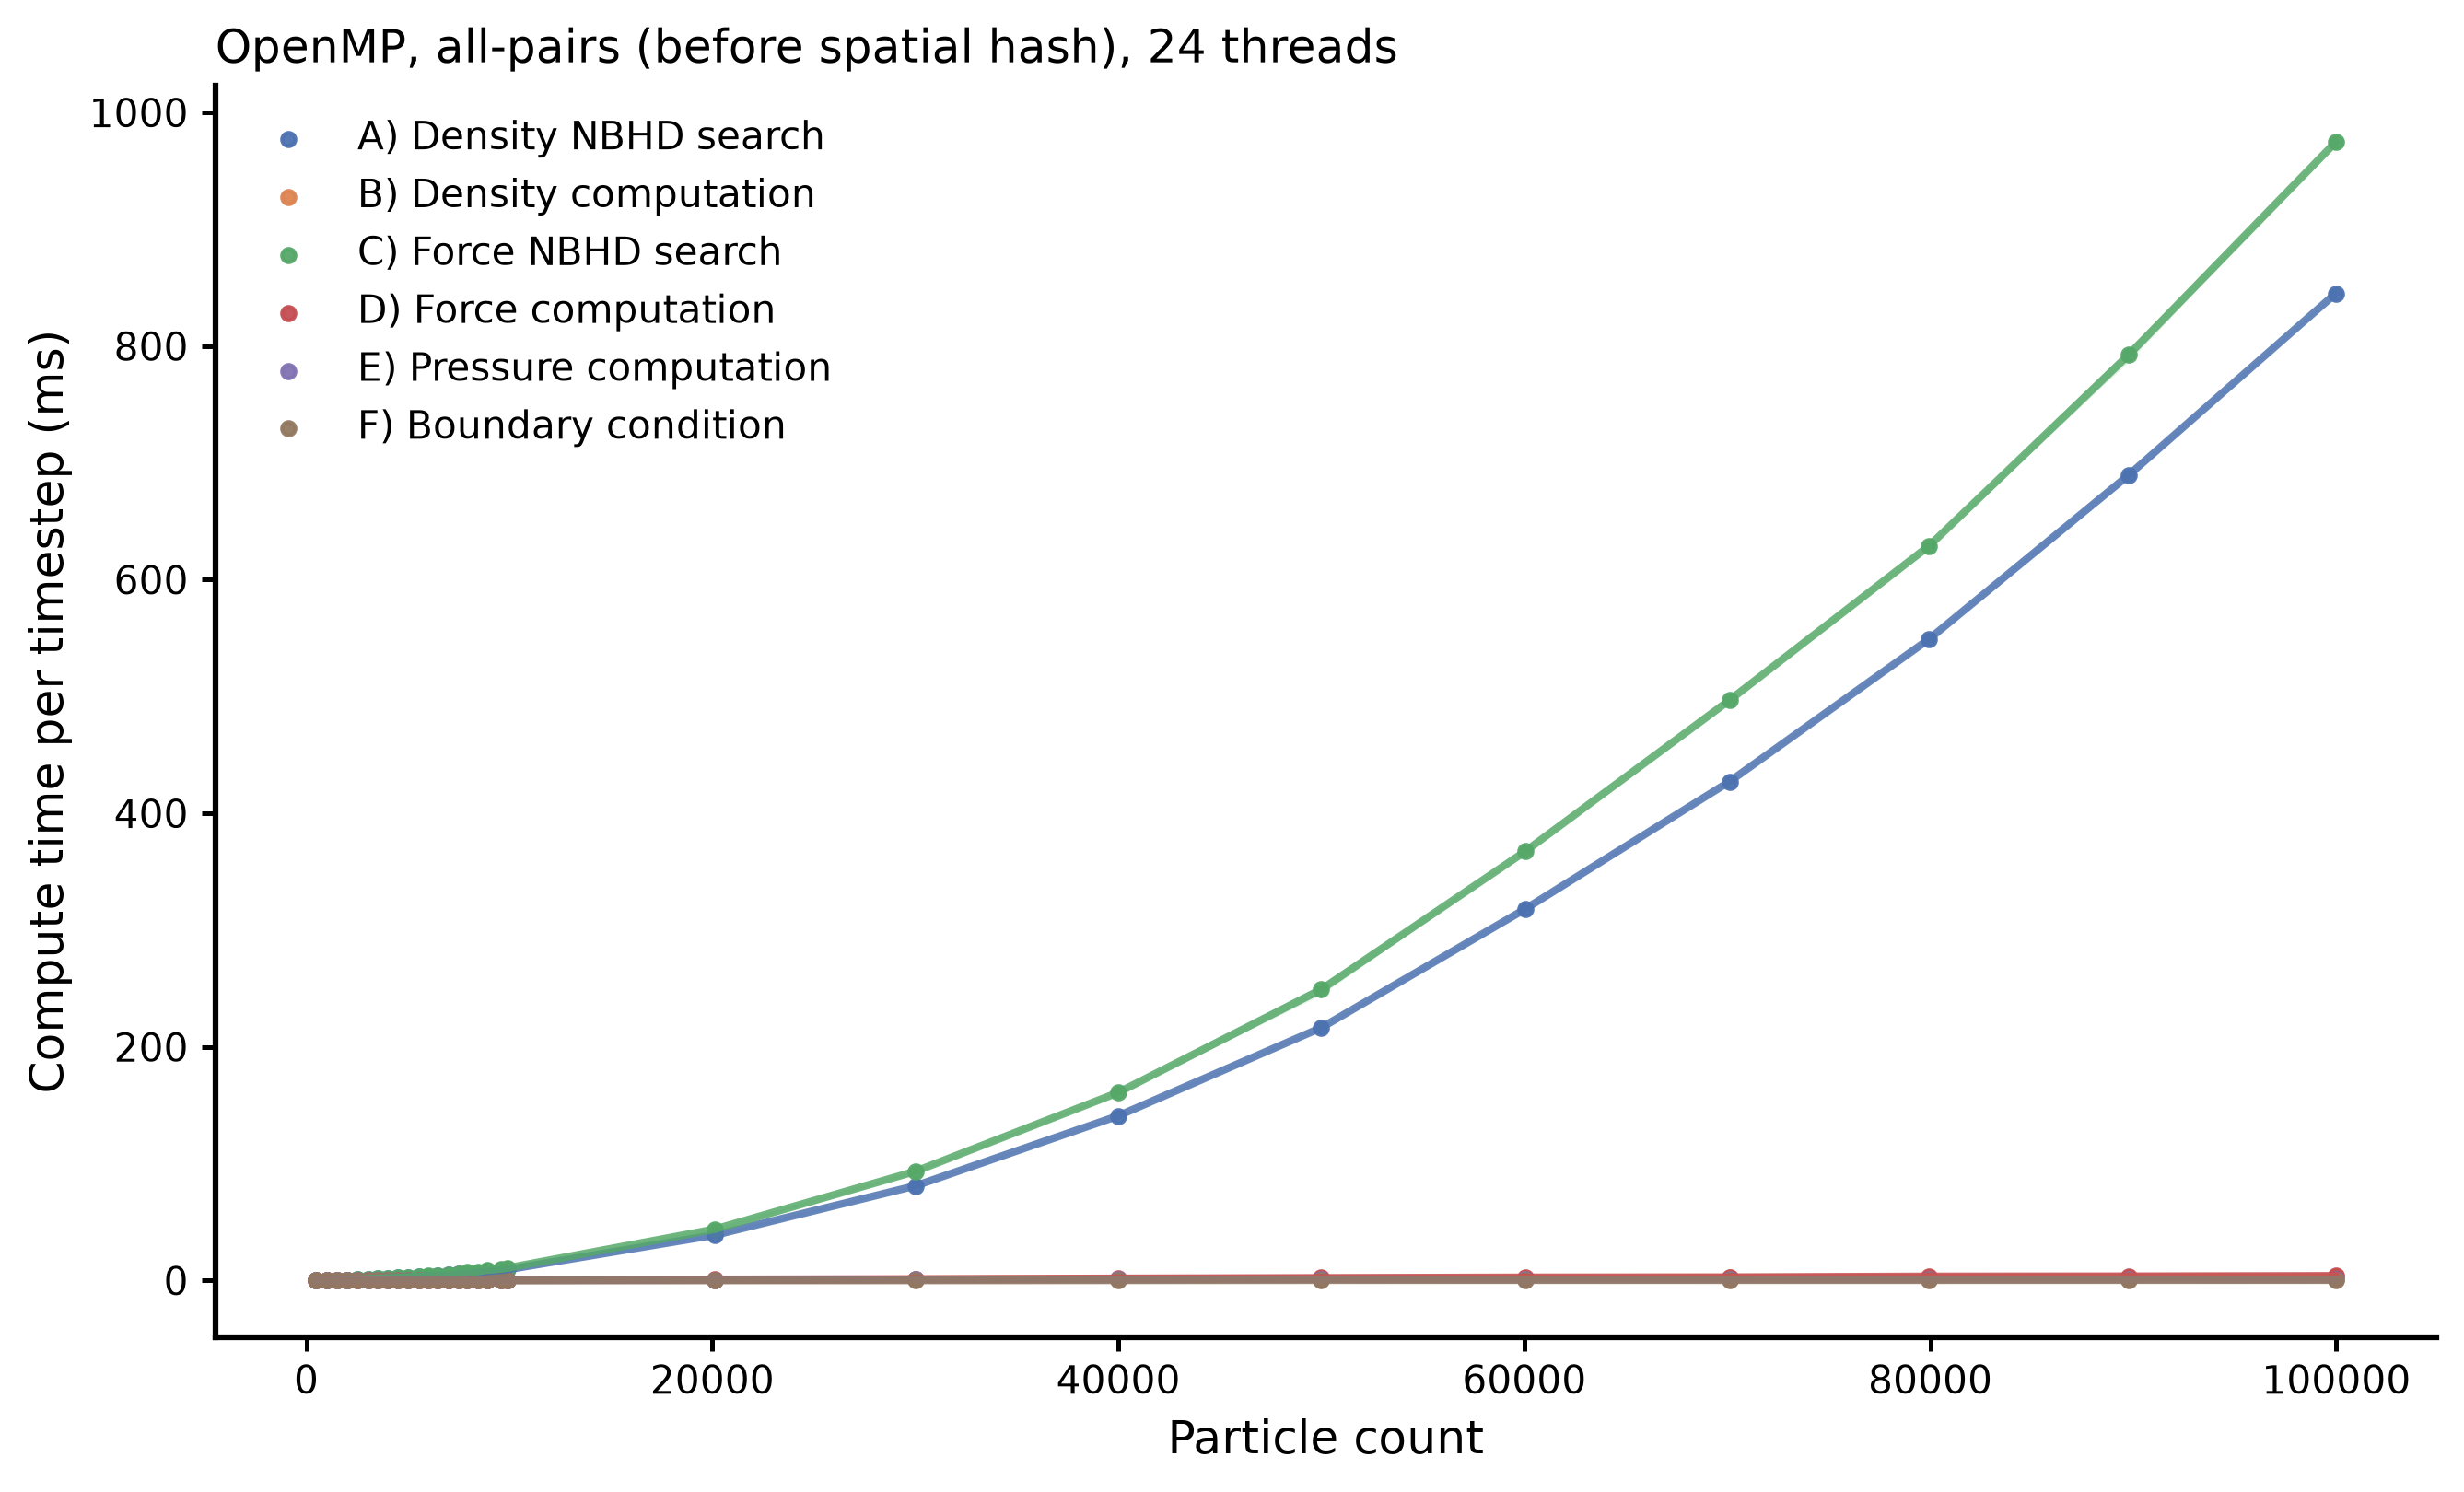 OpenMP, all-pairs (before spatial hash), 24 threads
A) Density NBHD search
B) Density computation
C) Force NBHD search
D) Force computation
E) Pressure computation
F) Boundary condition
Compute time per timestep (ms)
1000
800
600
400
200
0
0 20000 40000 60000 80000 100000
Particle count